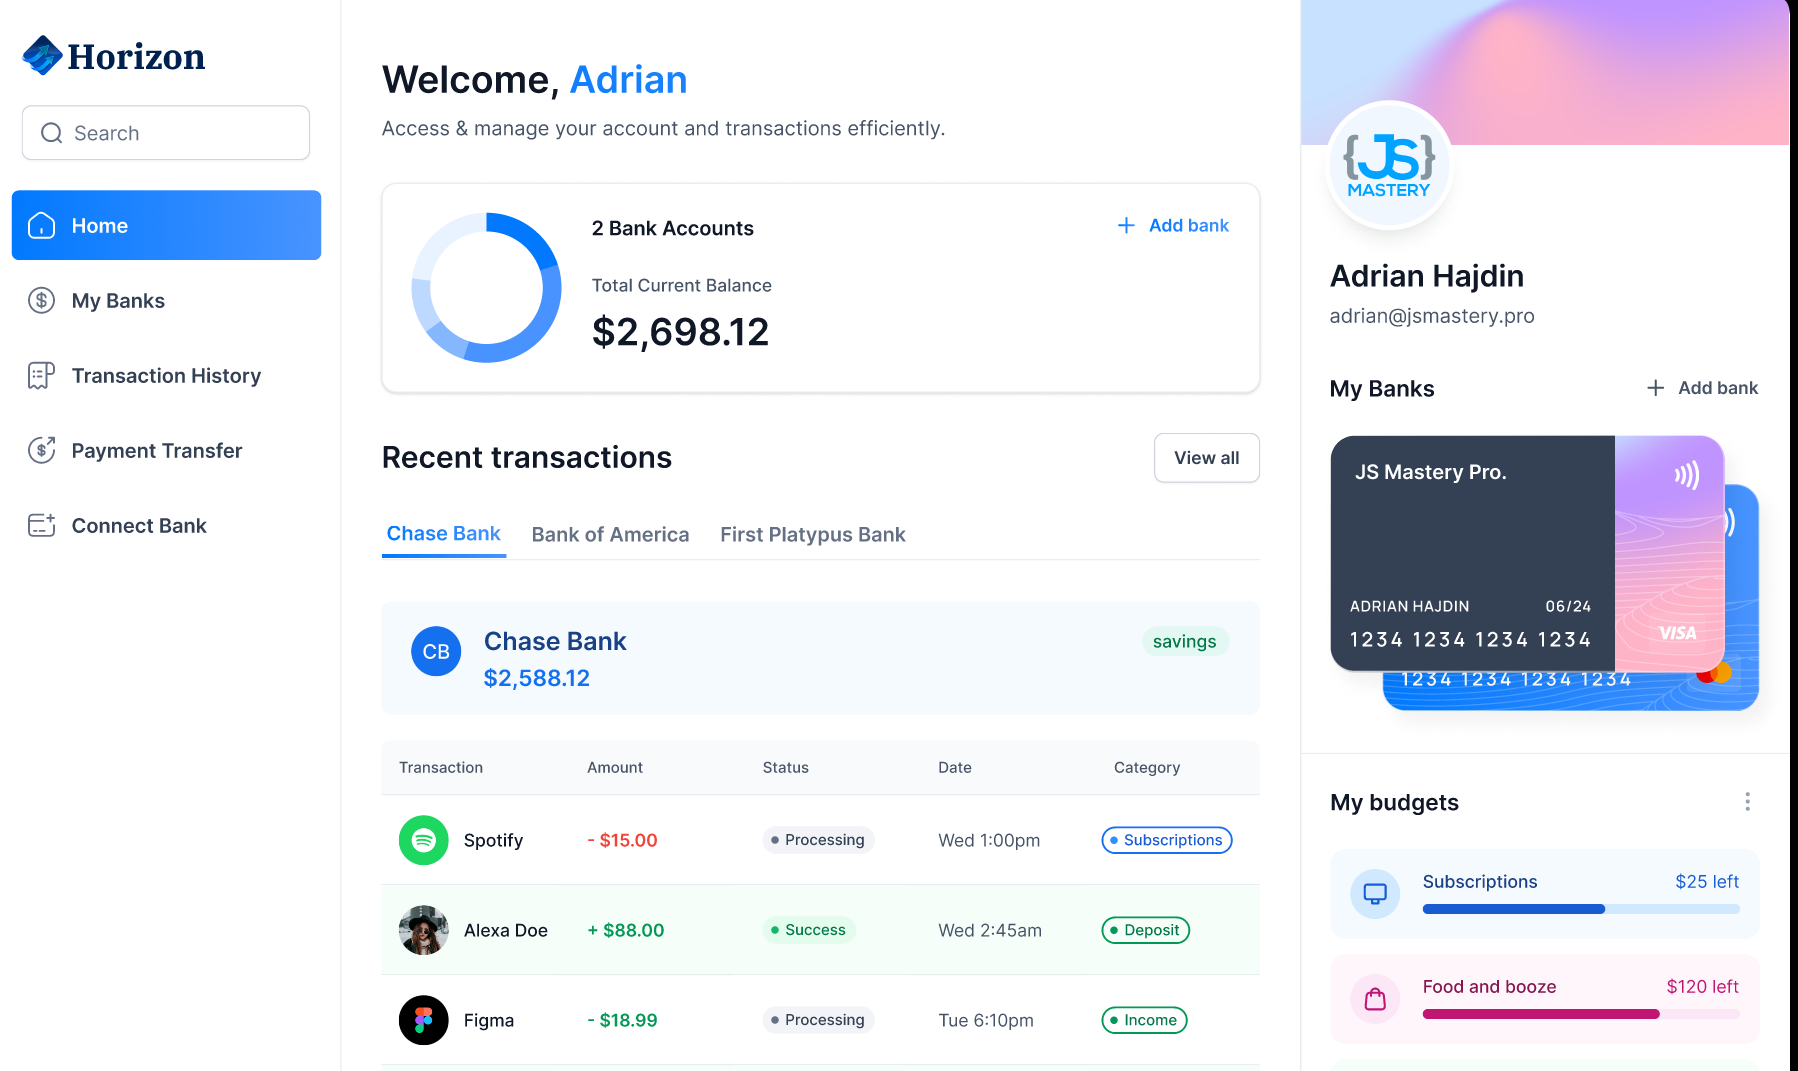 Horizon
Search
Home
My Banks
Transaction History
Payment Transfer
Connect Bank
Welcome, Adrian
Access & manage your account and transactions efficiently.
2 Bank Accounts
+ Add bank
Total Current Balance
$2,698.12
Recent transactions
View all
Chase Bank Bank of America First Platypus Bank
CB
Chase Bank
$2,588.12
savings
Transaction Amount Status Date Category
Spotify - $15.00 Processing Wed 1:00pm Subscriptions
Alexa Doe + $88.00 Success Wed 2:45am Deposit
Figma - $18.99 Processing Tue 6:10pm Income
{JS}
MASTERY
Adrian Hajdin
adrian@jsmastery.pro
My Banks
+ Add bank
JS Mastery Pro.
ADRIAN HAJDIN 06/24
1234 1234 1234 1234
VISA
1234 1234 1234 1234
My budgets
Subscriptions $25 left
Food and booze $120 left